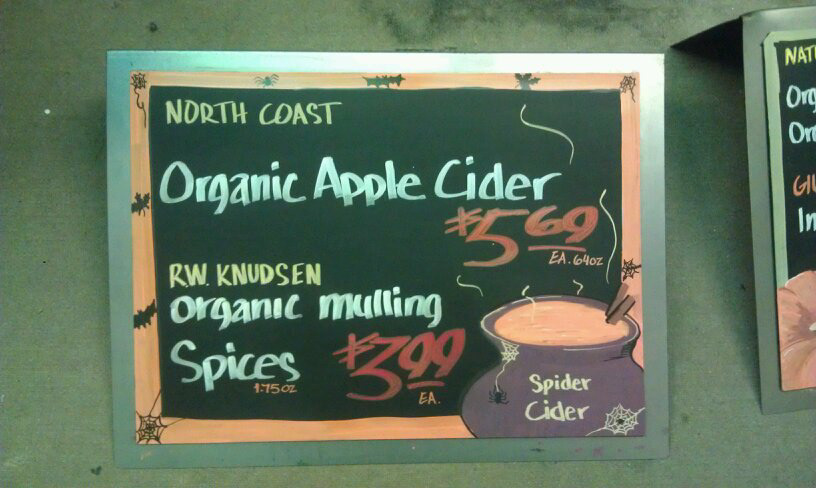 NORTH COAST
Organic Apple Cider
$5.69
EA. 64oz
R.W. KNUDSEN
organic mulling
Spices $3.99
1.75oz
EA.
Spider
Cider